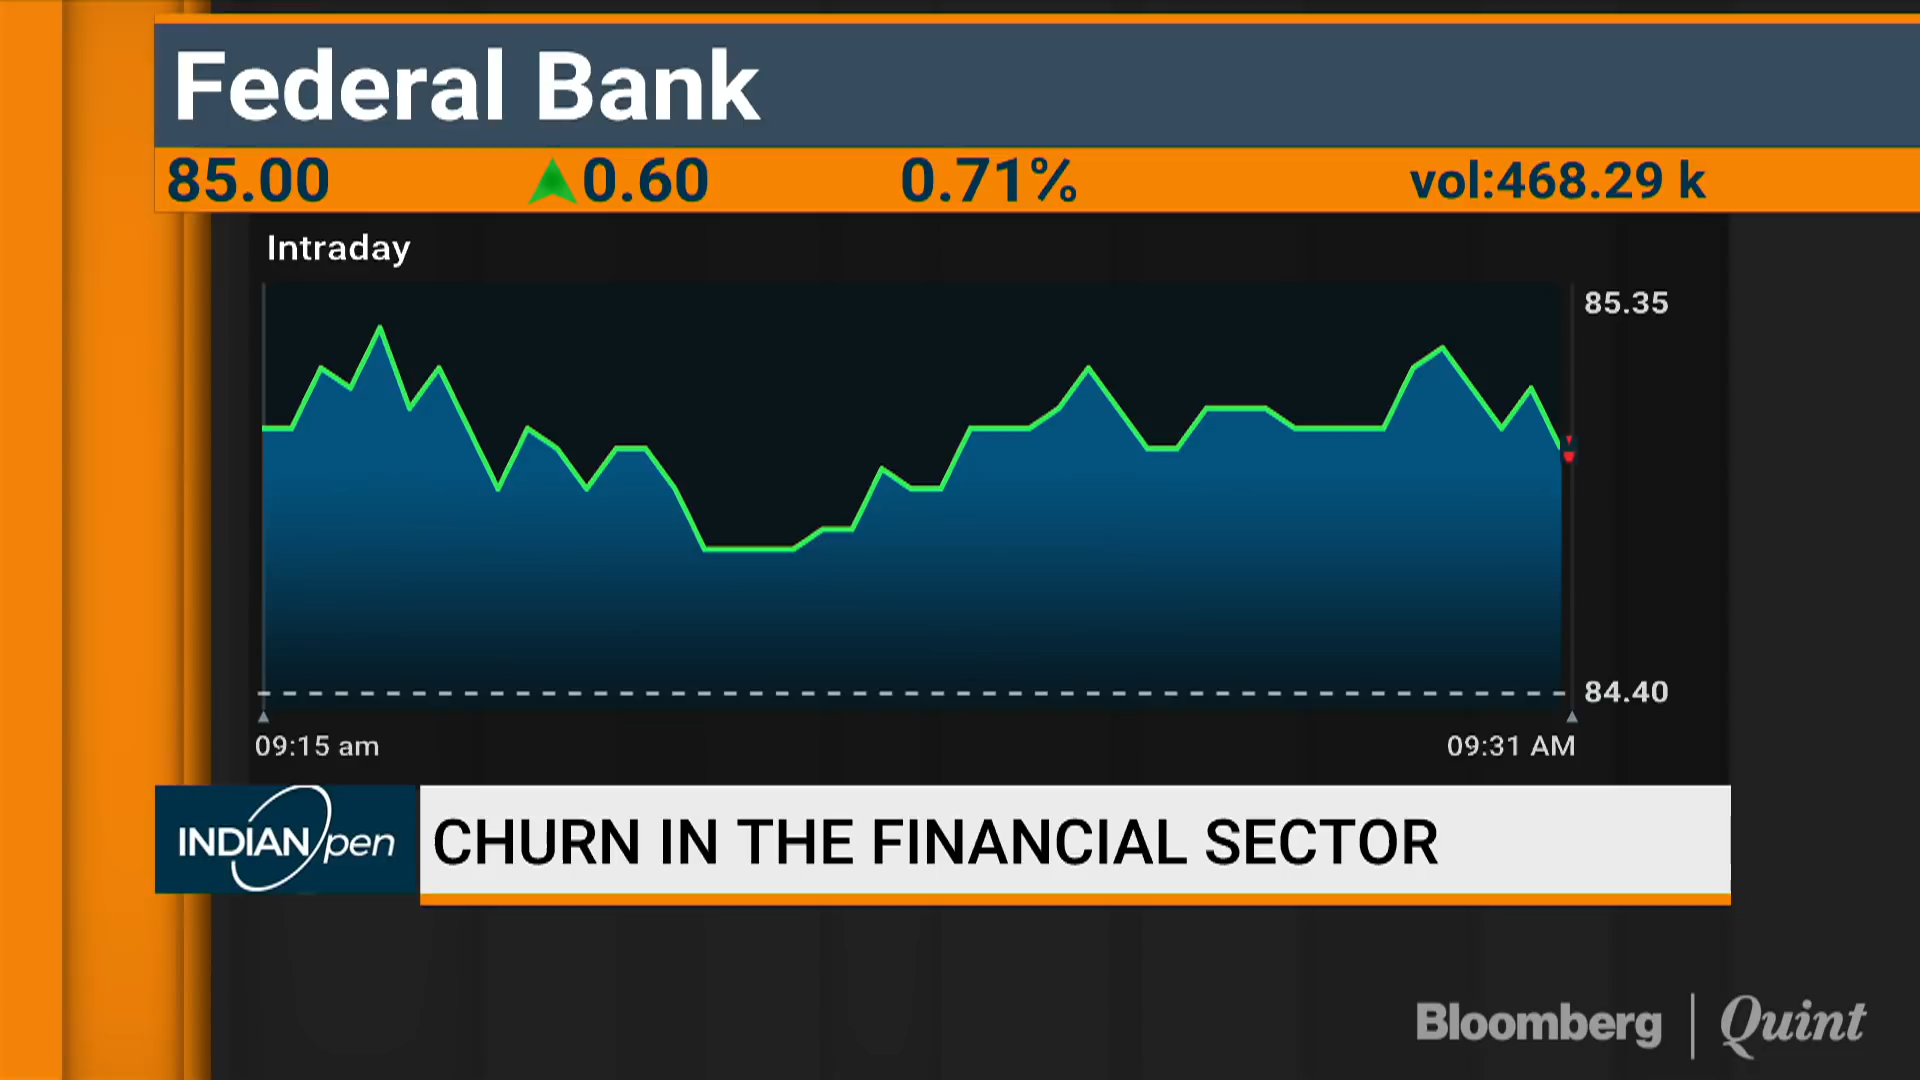 Federal Bank
85.00 0.60 0.71% vol:468.29 k
Intraday
85.35
84.40
09:15 am 09:31 AM
INDIAN Open CHURN IN THE FINANCIAL SECTOR
Bloomberg | Quint